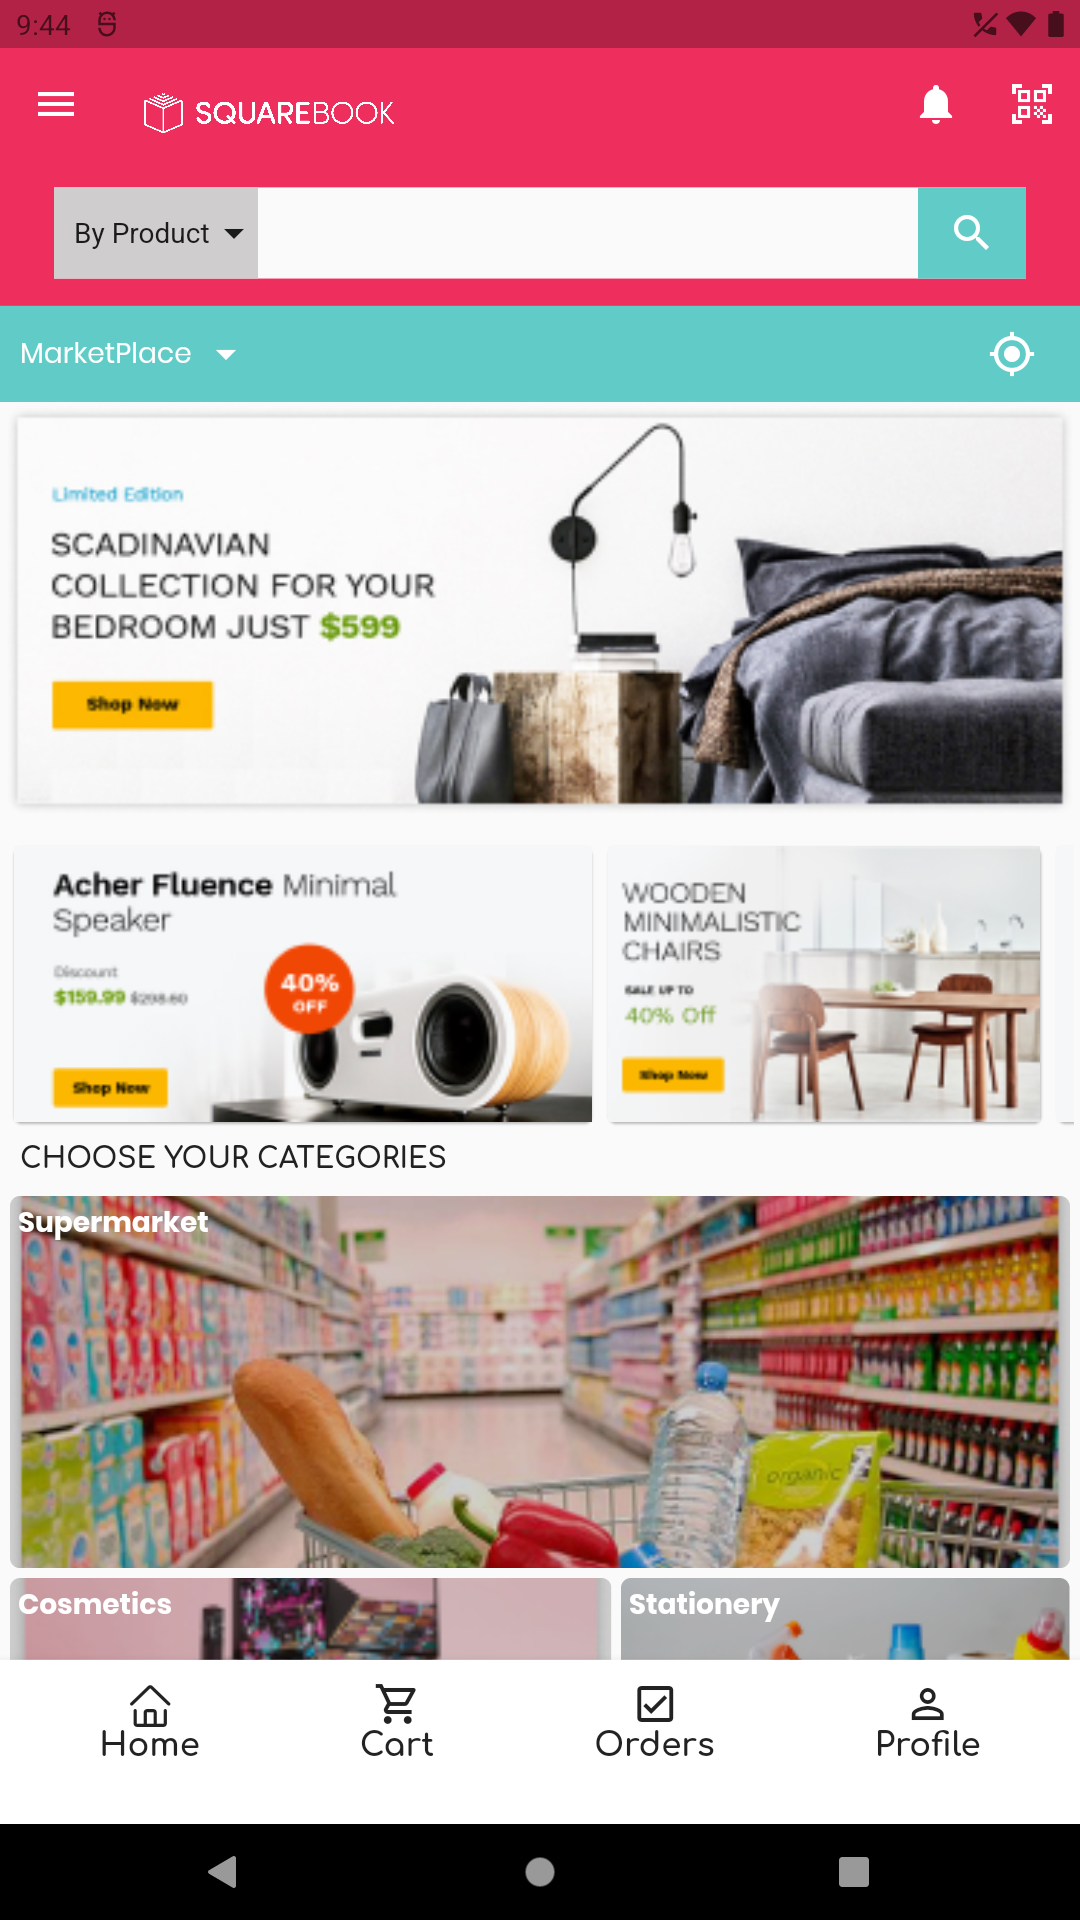 9:44
SQUAREBOOK
By Product
MarketPlace
Limited Edition
SCADINAVIAN
COLLECTION FOR YOUR
BEDROOM JUST $599
Shop Now
Acher Fluence Minimal
Speaker
Discount
$159.99 $298.60
40%
OFF
Shop Now
WOODEN
MINIMALISTIC
CHAIRS
SALE UP TO
40% Off
Shop Now
CHOOSE YOUR CATEGORIES
Supermarket
organic
Cosmetics
Stationery
Home
Cart
Orders
Profile